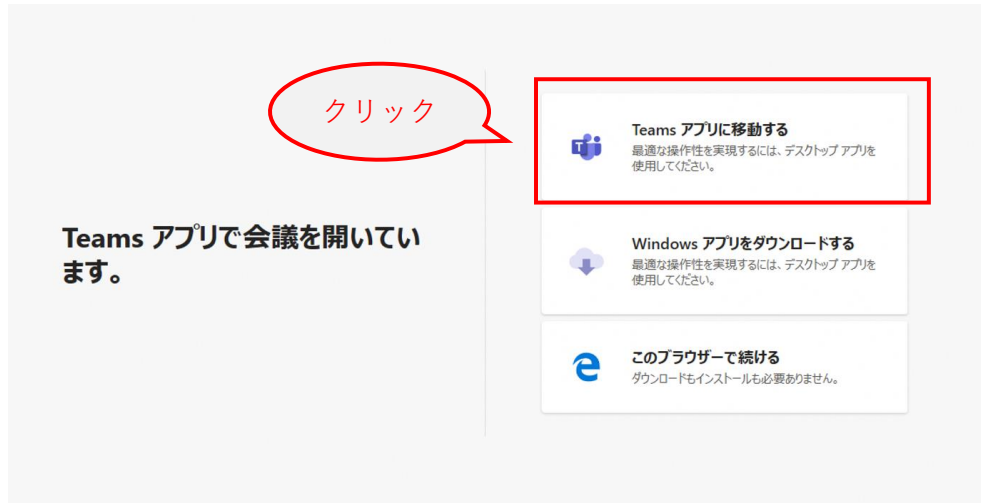 クリック
Teams アプリで会議を開いてい
ます。
Teams アプリに移動する
最適な操作性を実現するには、デスクトップ アプリを
使用してください。
Windows アプリをダウンロードする
最適な操作性を実現するには、デスクトップ アプリを
使用してください。
このブラウザーで続ける
ダウンロードもインストールも必要ありません。